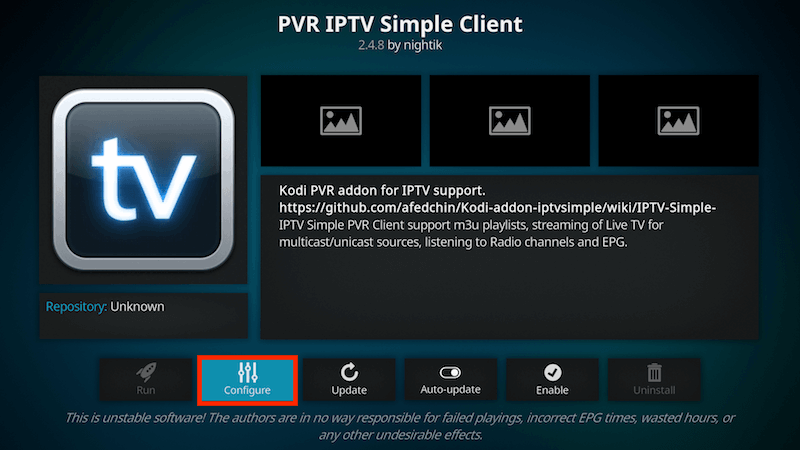 PVR IPTV Simple Client
2.4.8 by nightik
tv
Kodi PVR addon for IPTV support.
https://github.com/afedchin/Kodi-addon-iptvsimple/wiki/IPTV-Simple-
IPTV Simple PVR Client support m3u playlists, streaming of Live TV for
multicast/unicast sources, listening to Radio channels and EPG.
Repository: Unknown
Run
Configure
Update
Auto-update
Enable
Uninstall
This is unstable software! The authors are in no way responsible for failed playings, incorrect EPG times, wasted hours, or
any other undesirable effects.